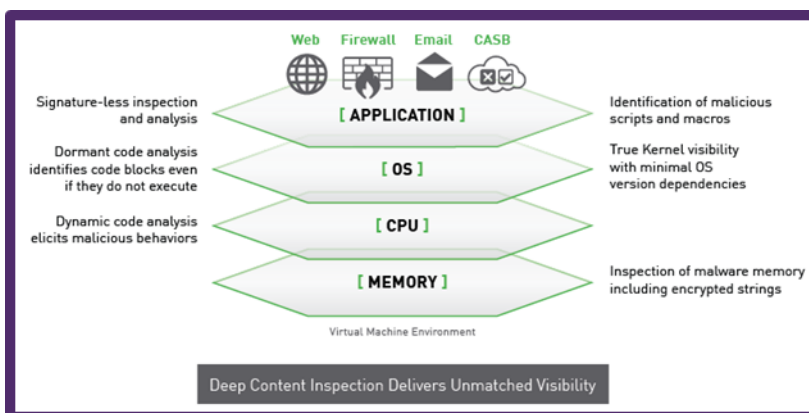 Web Firewall Email CASB
Signature-less inspection
and analysis
[ APPLICATION ]
Identification of malicious
scripts and macros
Dormant code analysis
identifies code blocks even
if they do not execute
[ OS ]
True Kernel visibility
with minimal OS
version dependencies
Dynamic code analysis
elicits malicious behaviors
[ CPU ]
[ MEMORY ]
Inspection of malware memory
including encrypted strings
Virtual Machine Environment
Deep Content Inspection Delivers Unmatched Visibility